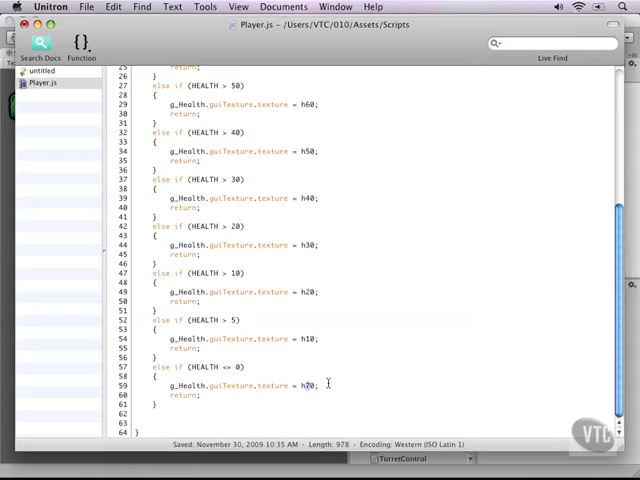 Unitron File Edit Find Text Tools View Documents Window Help
Player.js – /Users/VTC/010/Assets/Scripts
Search Docs Function
Live Find
untitled
Player.js
25 return;
26 }
27 else if (HEALTH > 50)
28 {
29 g_Health.guiTexture.texture = h60;
30 return;
31 }
32 else if (HEALTH > 40)
33 {
34 g_Health.guiTexture.texture = h50;
35 return;
36 }
37 else if (HEALTH > 30)
38 {
39 g_Health.guiTexture.texture = h40;
40 return;
41 }
42 else if (HEALTH > 20)
43 {
44 g_Health.guiTexture.texture = h30;
45 return;
46 }
47 else if (HEALTH > 10)
48 {
49 g_Health.guiTexture.texture = h20;
50 return;
51 }
52 else if (HEALTH > 5)
53 {
54 g_Health.guiTexture.texture = h10;
55 return;
56 }
57 else if (HEALTH <= 0)
58 {
59 g_Health.guiTexture.texture = h70;
60 return;
61 }
62
63
64 }
Saved: November 30, 2009 10:35 AM - Length: 978 - Encoding: Western (ISO Latin 1)
VTC
TurretControl